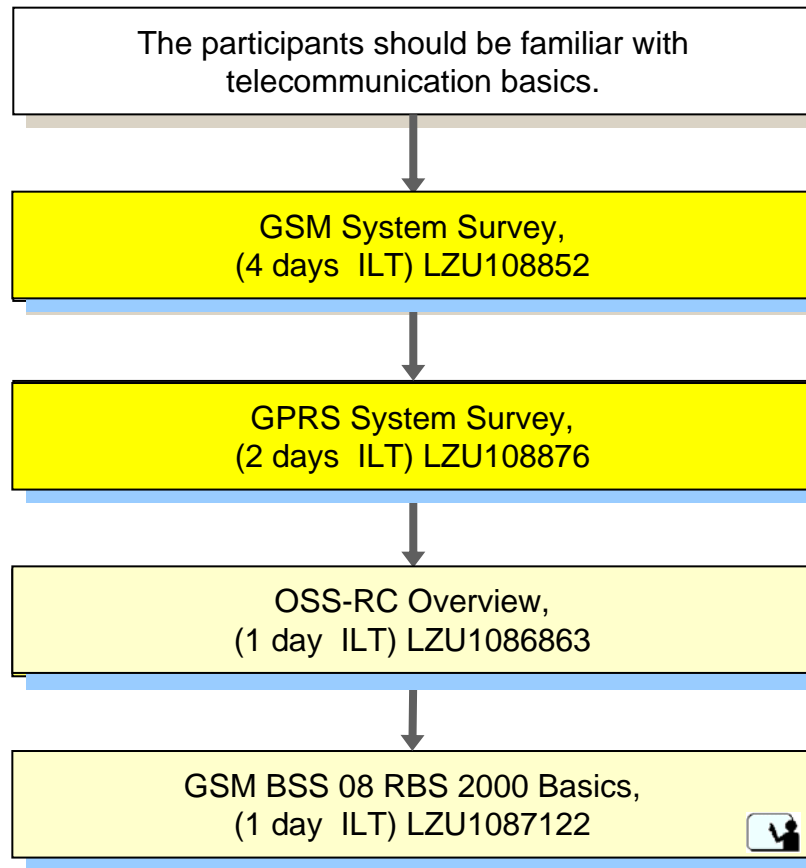 The participants should be familiar with
telecommunication basics.
GSM System Survey,
(4 days  ILT) LZU108852
GPRS System Survey,
(2 days  ILT) LZU108876
OSS-RC Overview,
(1 day  ILT) LZU1086863
GSM BSS 08 RBS 2000 Basics,
(1 day  ILT) LZU1087122